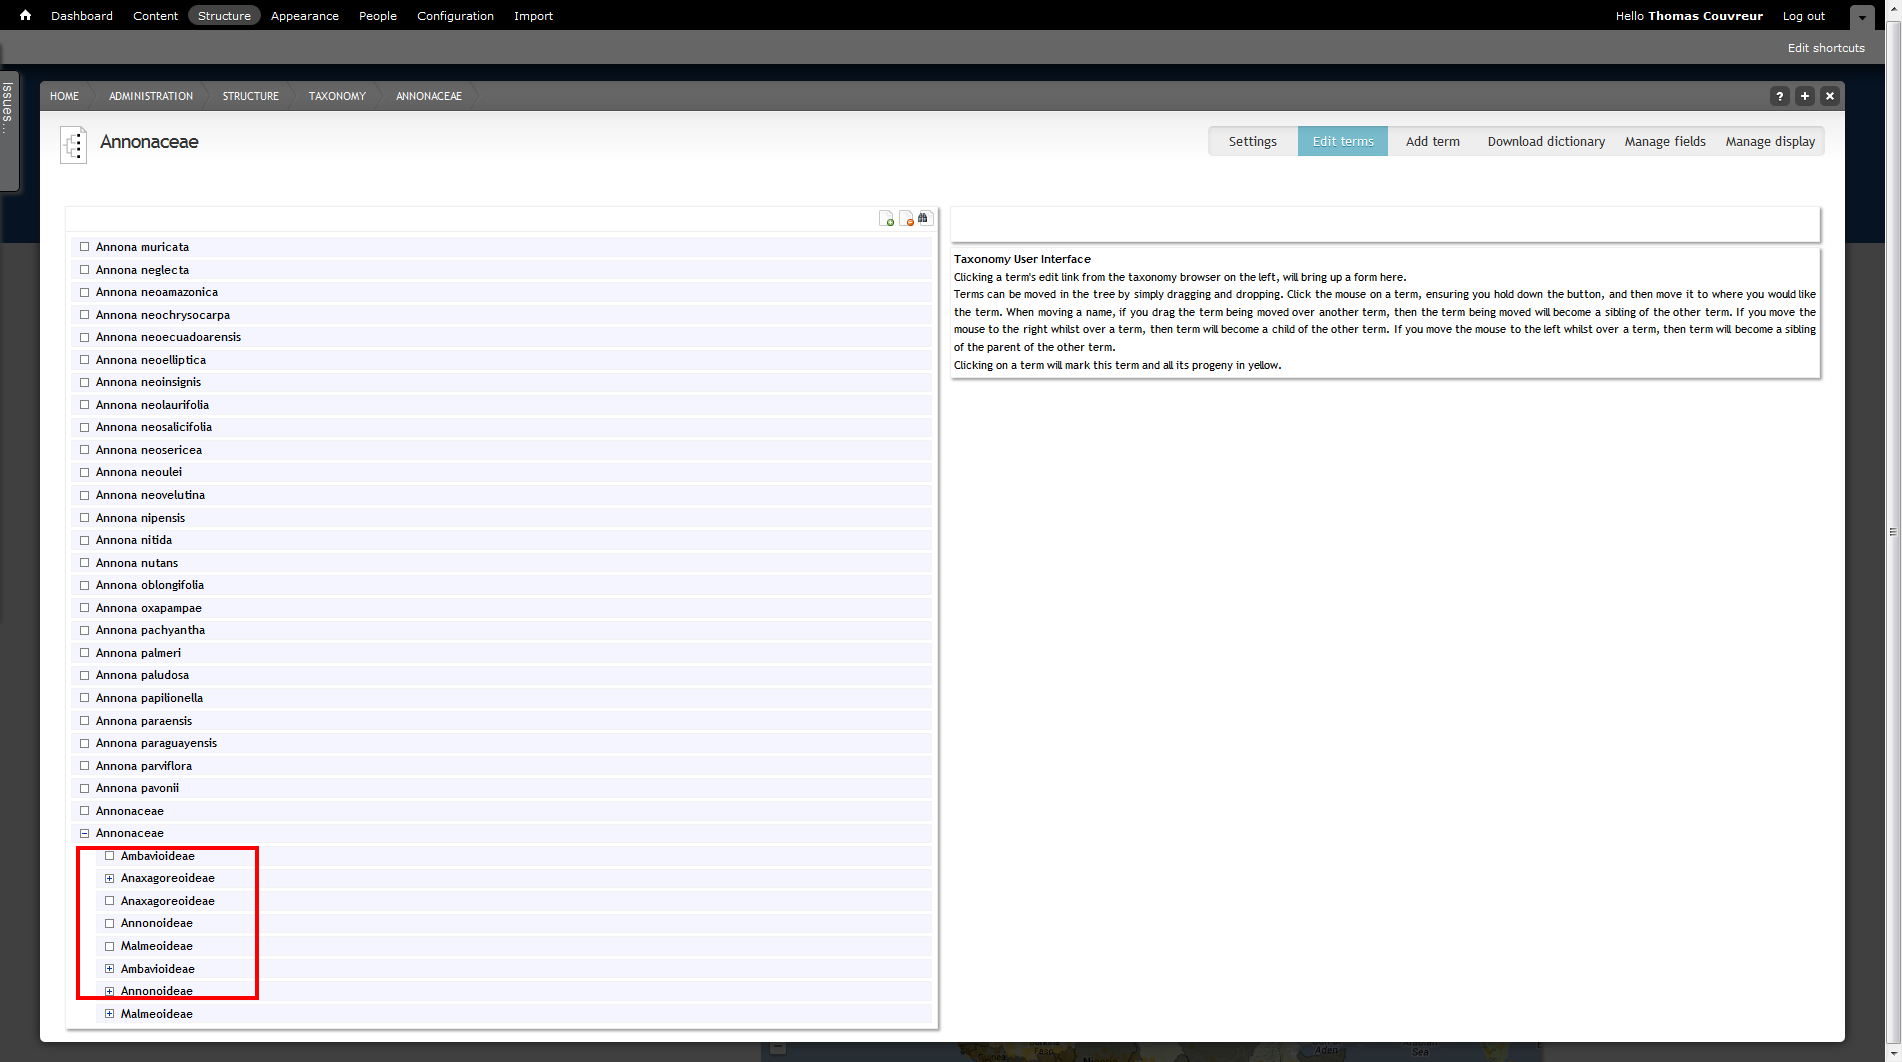 Dashboard Content Structure Appearance People Configuration Import Hello Thomas Couvreur Log out
Edit shortcuts
Issues...
HOME ADMINISTRATION STRUCTURE TAXONOMY ANNONACEAE ? +
Annonaceae
Settings Edit terms Add term Download dictionary Manage fields Manage display
Annona muricata
Annona neglecta
Annona neoamazonica
Annona neochrysocarpa
Annona neoecuadoarensis
Annona neoelliptica
Annona neoinsignis
Annona neolaurifolia
Annona neosalicifolia
Annona neosericea
Annona neoulei
Annona neovelutina
Annona nipensis
Annona nitida
Annona nutans
Annona oblongifolia
Annona oxapampae
Annona pachyantha
Annona palmeri
Annona paludosa
Annona papilionella
Annona paraensis
Annona paraguayensis
Annona parviflora
Annona pavonii
Annonaceae
Annonaceae
Ambavioideae
Anaxagoreoideae
Anaxagoreoideae
Annonoideae
Malmeoideae
Ambavioideae
Annonoideae
Malmeoideae
Taxonomy User Interface
Clicking a term's edit link from the taxonomy browser on the left, will bring up a form here.
Terms can be moved in the tree by simply dragging and dropping. Click the mouse on a term, ensuring you hold down the button, and then move it to where you would like
the term. When moving a name, if you drag the term being moved over another term, then the term being moved will become a sibling of the other term. If you move the
mouse to the right whilst over a term, then term will become a child of the other term. If you move the mouse to the left whilst over a term, then term will become a sibling
of the parent of the other term.
Clicking on a term will mark this term and all its progeny in yellow.
Aden
Sea